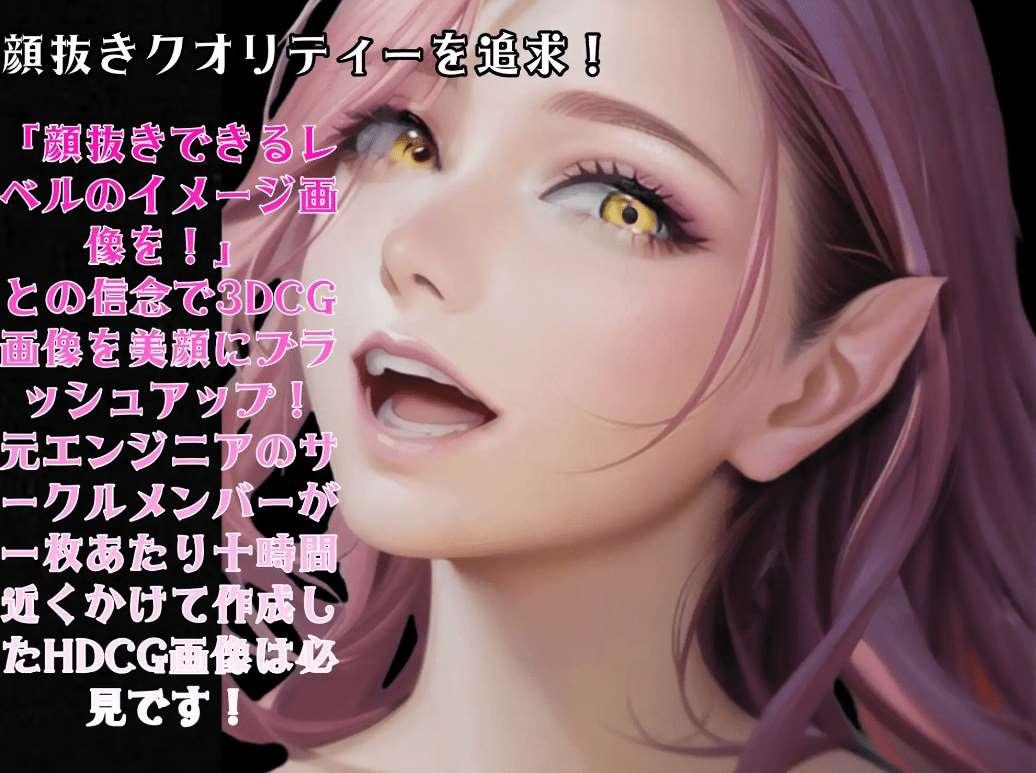 顔抜きクオリティーを追求！
「顔抜きできるレ
ベルのイメージ画
像を！」
との信念で3DCG
画像を美顔にブラ
ッシュアップ！
元エンジニアのサ
ークルメンバーが
一枚あたり十時間
近くかけて作成し
たHDCG画像は必
見です！